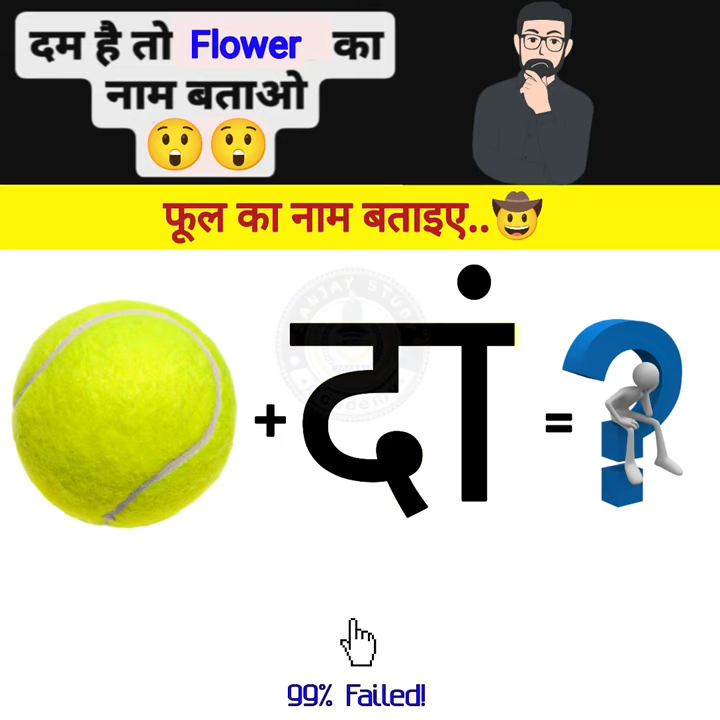 दम है तो Flower का
नाम बताओ
फूल का नाम बताइए..
+ दां = ?
99% Failed!